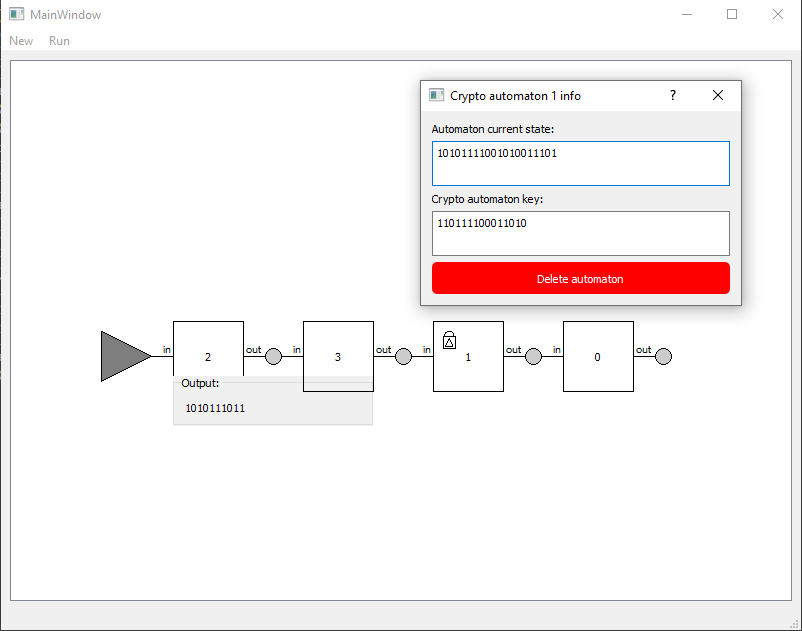 MainWindow
New Run
Crypto automaton 1 info ?
Automaton current state:
10101111001010011101
Crypto automaton key:
110111100011010
Delete automaton
in 2 out in 3 out in 1 out in 0 out
Output:
1010111011